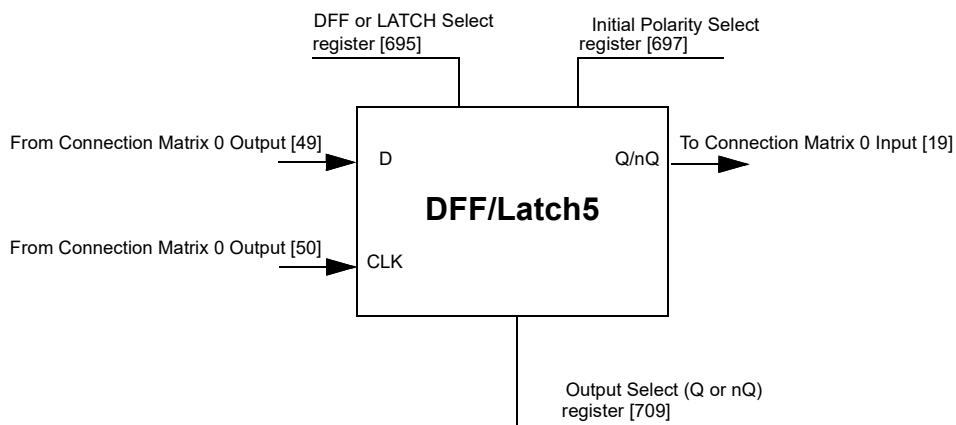 DFF or LATCH Select
register [695]
Initial Polarity Select
register [697]
From Connection Matrix 0 Output [49]
To Connection Matrix 0 Input [19]
D
Q/nQ
DFF/Latch5
From Connection Matrix 0 Output [50]
CLK
Output Select (Q or nQ)
register [709]